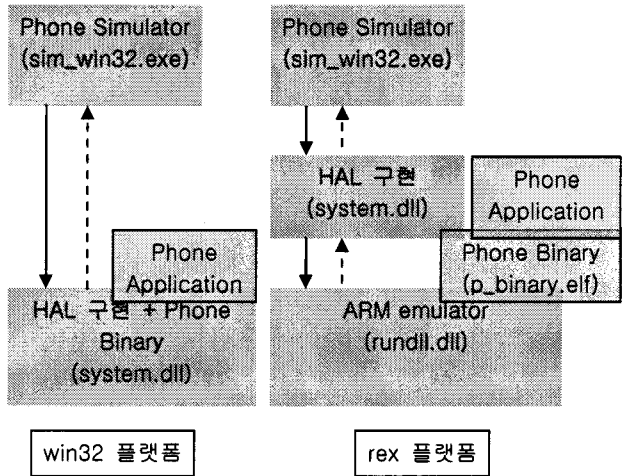 Phone Simulator
(sim_win32.exe)
Phone
Application
HAL 구현 + Phone
Binary
(system.dll)
win32 플랫폼
Phone Simulator
(sim_win32.exe)
HAL 구현
(system.dll)
Phone
Application
Phone Binary
(p_binary.elf)
ARM emulator
(rundll.dll)
rex 플랫폼